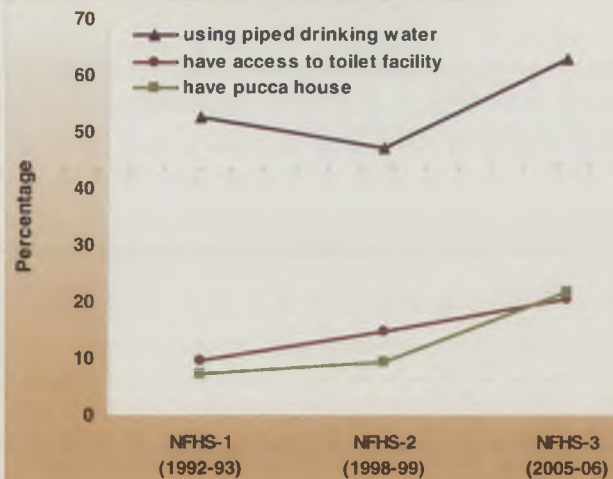 70
60
50
40
30
20
10
0
Percentage
using piped drinking water
have access to toilet facility
have pucca house
NFHS-1
(1992-93)
NFHS-2
(1998-99)
NFHS-3
(2005-06)